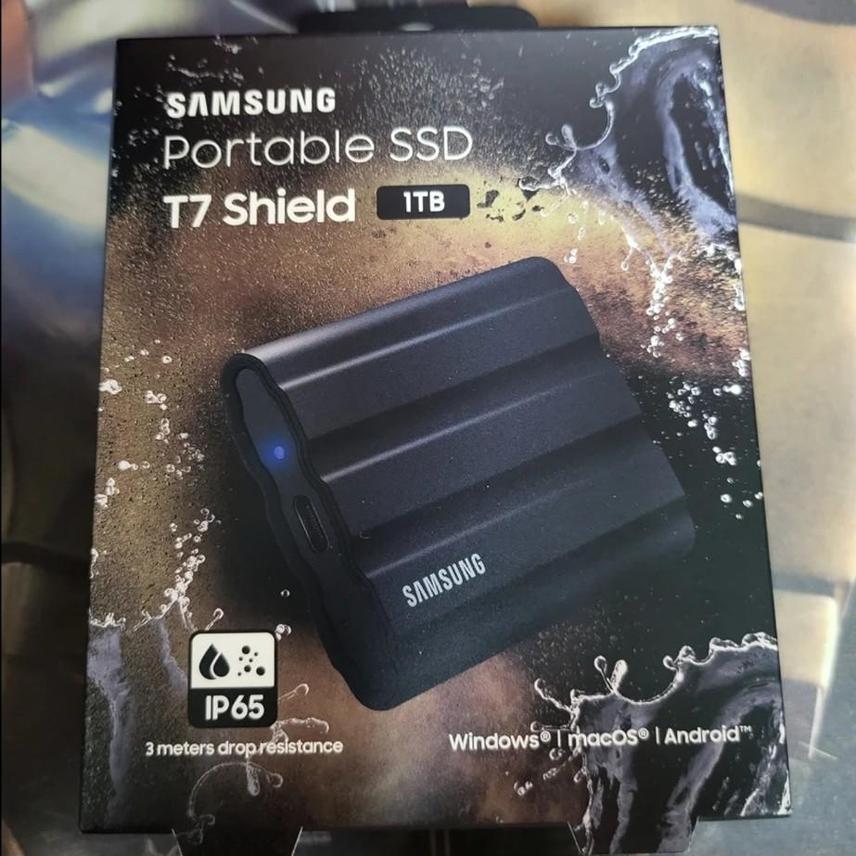 SAMSUNG
Portable SSD
T7 Shield 1TB
SAMSUNG
IP65
3 meters drop resistance
Windows® | macOS® | Android™